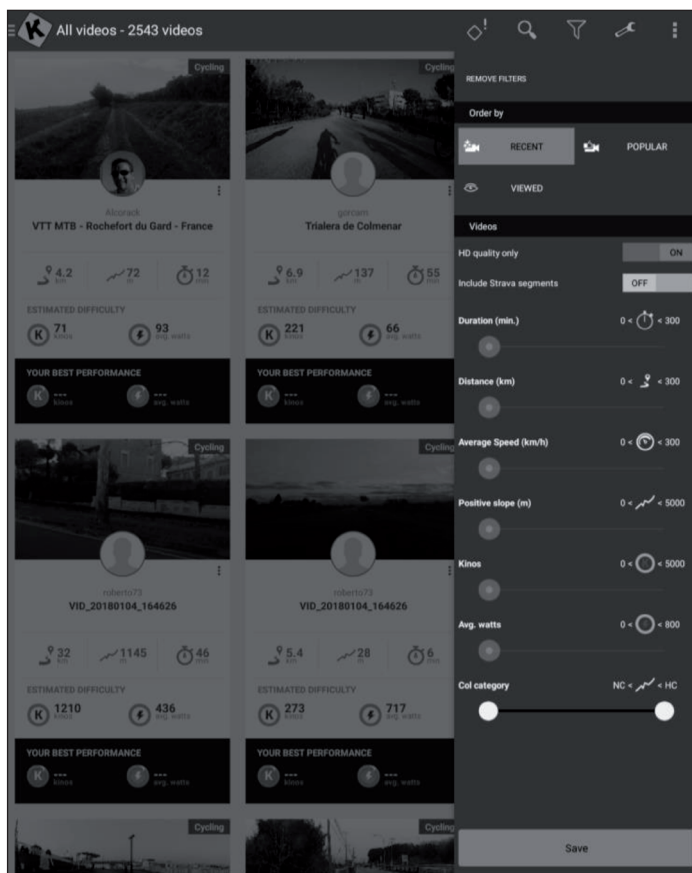 K All videos - 2543 videos
Cycling
Alcorack
VTT MTB - Rochefort du Gard - France
4.2 km 72 m 12 min
ESTIMATED DIFFICULTY
K 71 kinos 93 avg. watts
YOUR BEST PERFORMANCE
K --- kinos --- avg. watts
Cycling
gorcam
Trialera de Colmenar
6.9 km 137 m 55 min
ESTIMATED DIFFICULTY
K 221 kinos 66 avg. watts
YOUR BEST PERFORMANCE
K --- kinos --- avg. watts
Cycling
roberto73
VID_20180104_164626
32 km 1145 m 46 min
ESTIMATED DIFFICULTY
K 1210 kinos 436 avg. watts
YOUR BEST PERFORMANCE
K --- kinos --- avg. watts
Cycling
roberto73
VID_20180104_164626
5.4 km 28 m 6 min
ESTIMATED DIFFICULTY
K 273 kinos 717 avg. watts
YOUR BEST PERFORMANCE
K --- kinos --- avg. watts
Cycling
Cycling
REMOVE FILTERS
Order by
RECENT POPULAR
VIEWED
Videos
HD quality only ON
Include Strava segments OFF
Duration (min.) 0 < < 300
Distance (km) 0 < < 300
Average Speed (km/h) 0 < < 300
Positive slope (m) 0 < < 5000
Kinos 0 < < 5000
Avg. watts 0 < < 800
Col category NC < < HC
Save